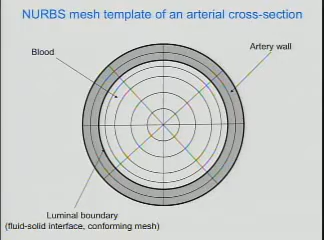 NURBS mesh template of an arterial cross-section
Blood
Artery wall
Luminal boundary
(fluid-solid interface, conforming mesh)